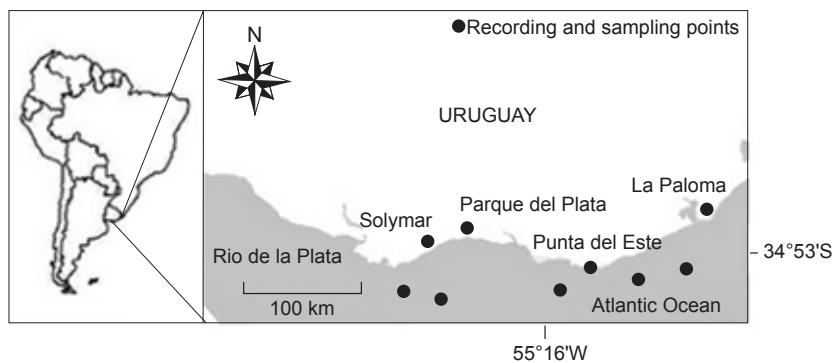 Recording and sampling points
N
URUGUAY
La Paloma
Parque del Plata
Solymar
Punta del Este
Rio de la Plata
34°53'S
100 km
Atlantic Ocean
55°16'W